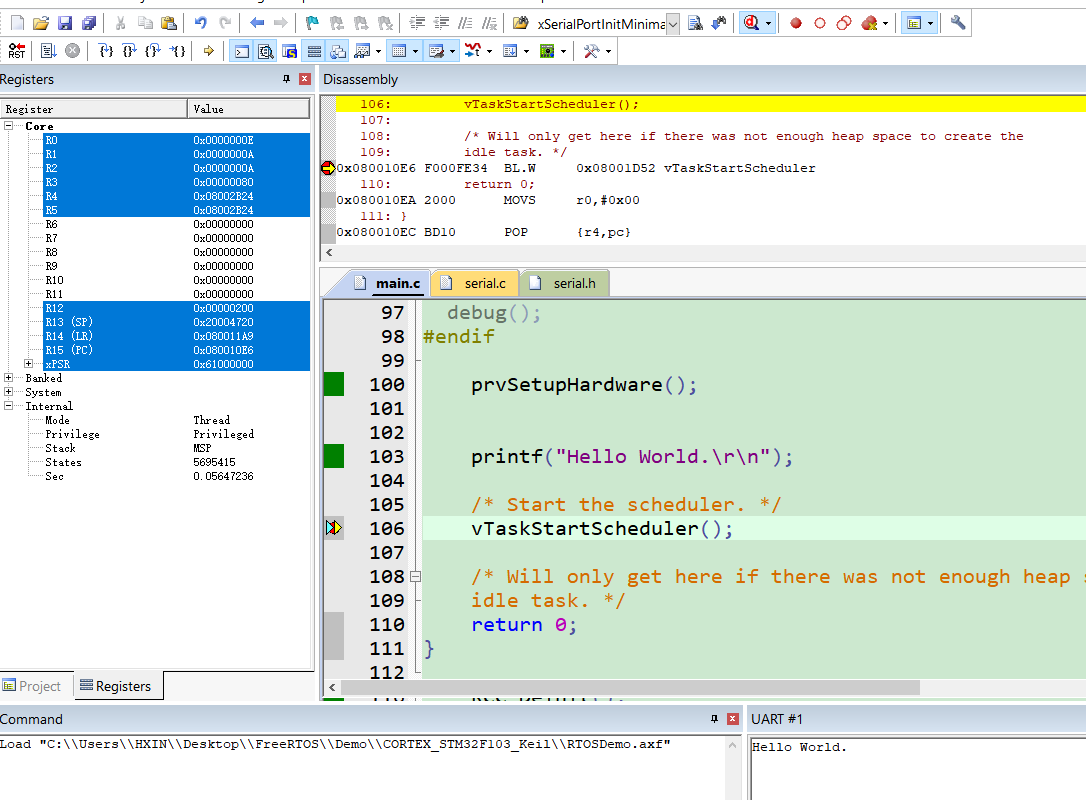 xSerialPortInitMinima
RST
Registers
Register Value
Core
R0 0x0000000E
R1 0x0000000A
R2 0x0000000A
R3 0x00000080
R4 0x08002B24
R5 0x08002B24
R6 0x00000000
R7 0x00000000
R8 0x00000000
R9 0x00000000
R10 0x00000000
R11 0x00000000
R12 0x00000200
R13 (SP) 0x20004720
R14 (LR) 0x080011A9
R15 (PC) 0x080010E6
xPSR 0x61000000
Banked
System
Internal
Mode Thread
Privilege Privileged
Stack MSP
States 5695415
Sec 0.05647236
Project Registers
Disassembly
106: vTaskStartScheduler();
107:
108: /* Will only get here if there was not enough heap space to create the
109: idle task. */
0x080010E6 F000FE34 BL.W 0x08001D52 vTaskStartScheduler
110: return 0;
0x080010EA 2000 MOVS r0,#0x00
111: }
0x080010EC BD10 POP {r4,pc}
main.c serial.c serial.h
97 debug();
98 #endif
99
100 prvSetupHardware();
101
102
103 printf("Hello World.\r\n");
104
105 /* Start the scheduler. */
106 vTaskStartScheduler();
107
108 /* Will only get here if there was not enough heap
109 idle task. */
110 return 0;
111 }
112
Command
Load "C:\\Users\\HXIN\\Desktop\\FreeRTOS\\Demo\\CORTEX_STM32F103_Keil\\RTOSDemo.axf"
UART #1
Hello World.